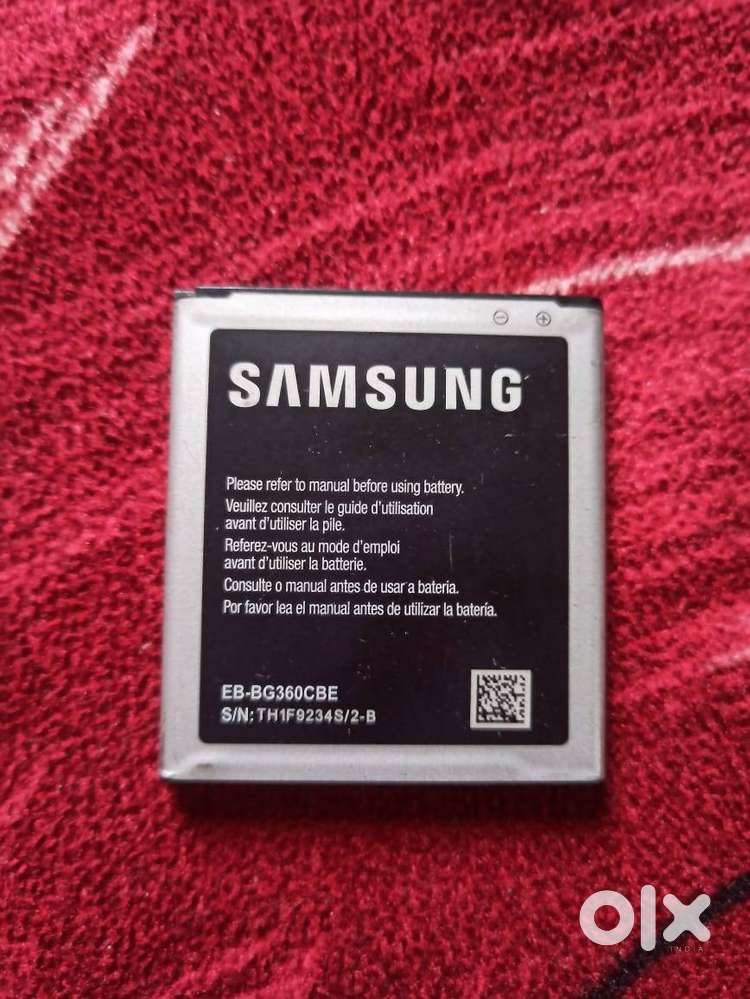 SAMSUNG
Please refer to manual before using battery.
Veuillez consulter le guide d'utilisation
avant d'utiliser la pile.
Referez-vous au mode d'emploi
avant d'utiliser la batterie.
Consulte o manual antes de usar a bateria.
Por favor lea el manual antes de utilizar la batería.
EB-BG360CBE
S/N: TH1F9234S/2-B
olx
INDIA